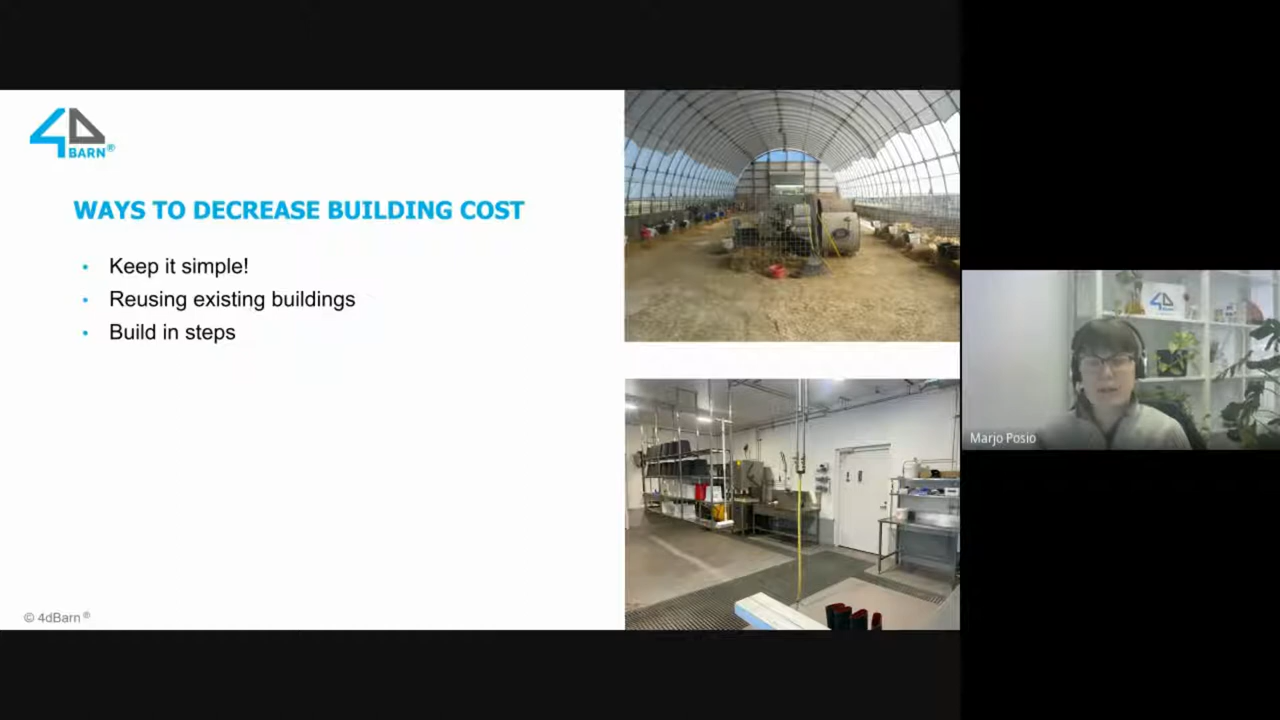 4D
BARN®
WAYS TO DECREASE BUILDING COST
• Keep it simple!
• Reusing existing buildings
• Build in steps
© 4dBarn®
4D
Marjo Posio